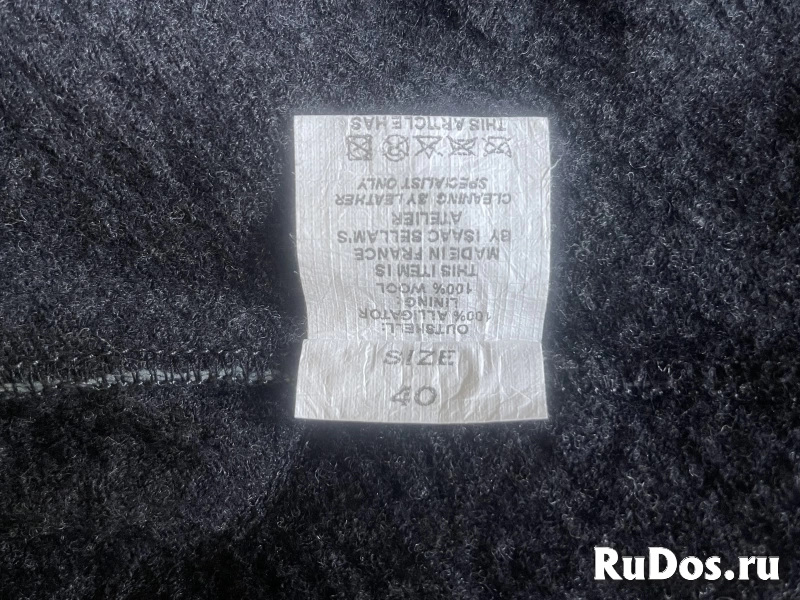 OUTSHELL:
100% ALLIGATOR
LINING:
100% WOOL
THIS ITEM IS
MADE IN FRANCE
BY ISAAC SELLAM'S
ATELIER
CLEANING BY LEATHER
SPECIALIST ONLY
THIS ARTICLE HAS
SIZE
40
RuDos.ru